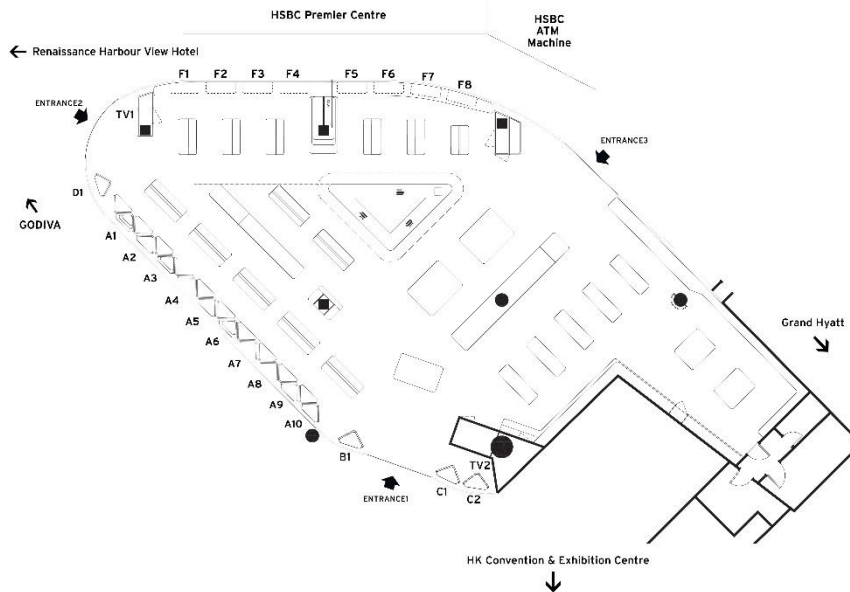 HSBC Premier Centre
HSBC
ATM
Machine
Renaissance Harbour View Hotel
F1
F2
F3
F4
F5
F6
F7
F8
ENTRANCE2
TV1
ENTRANCE3
D1
GODIVA
A1
A2
A3
A4
A5
A6
A7
A8
A9
A10
Grand Hyatt
B1
TV2
C1
C2
ENTRANCE1
HK Convention & Exhibition Centre